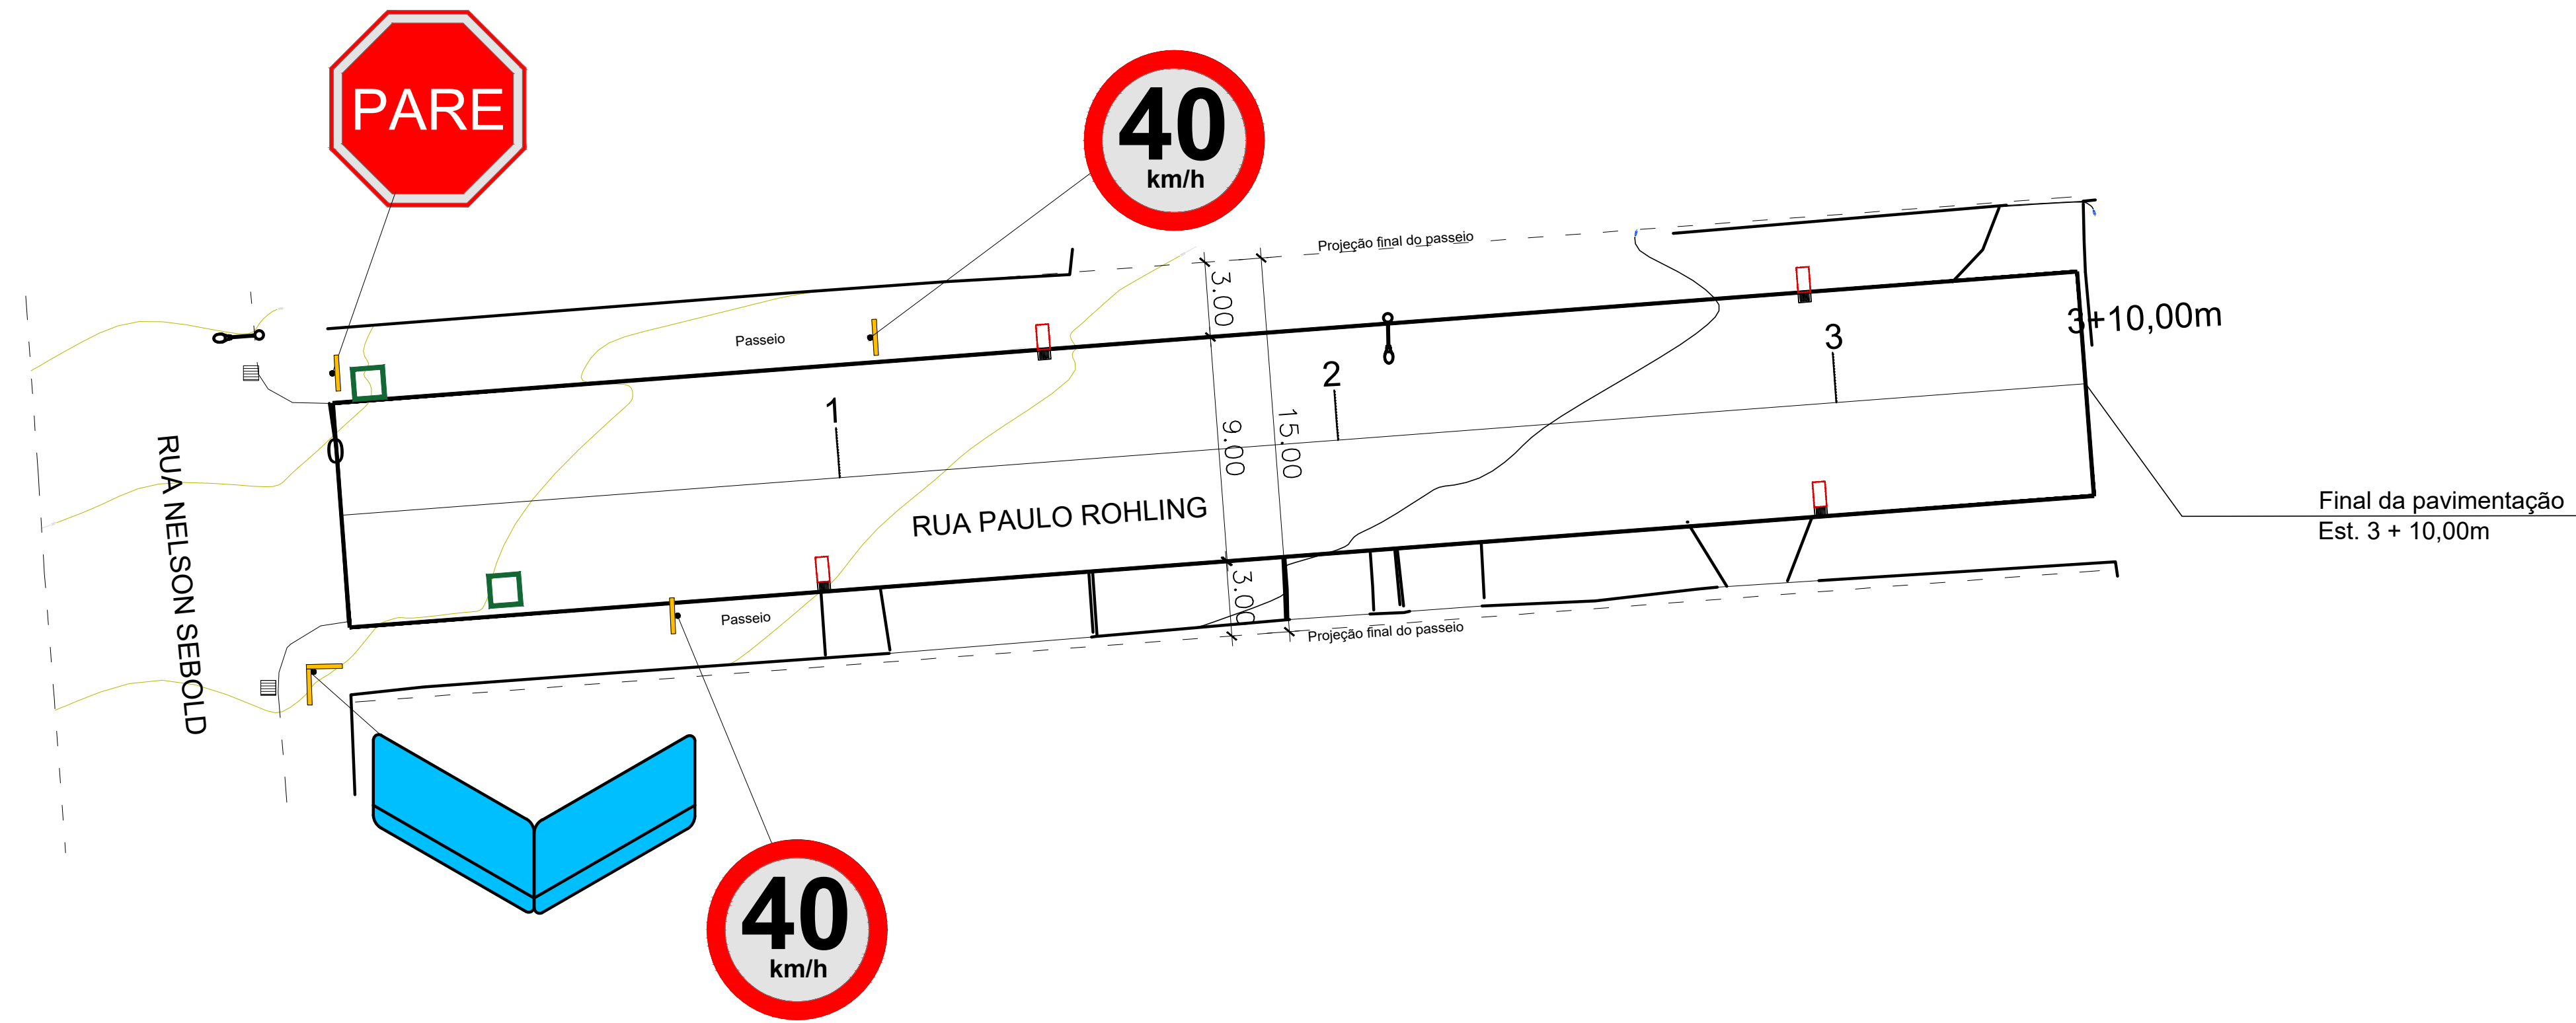 PARE
40
km/h
Projeção final do passeio
3.00
Passeio
3+10,00m
3
2
1
0
9.00
15.00
RUA NELSON SEBOLD
RUA PAULO ROHLING
Final da pavimentação
Est. 3 + 10,00m
3.00
Passeio
Projeção final do passeio
40
km/h